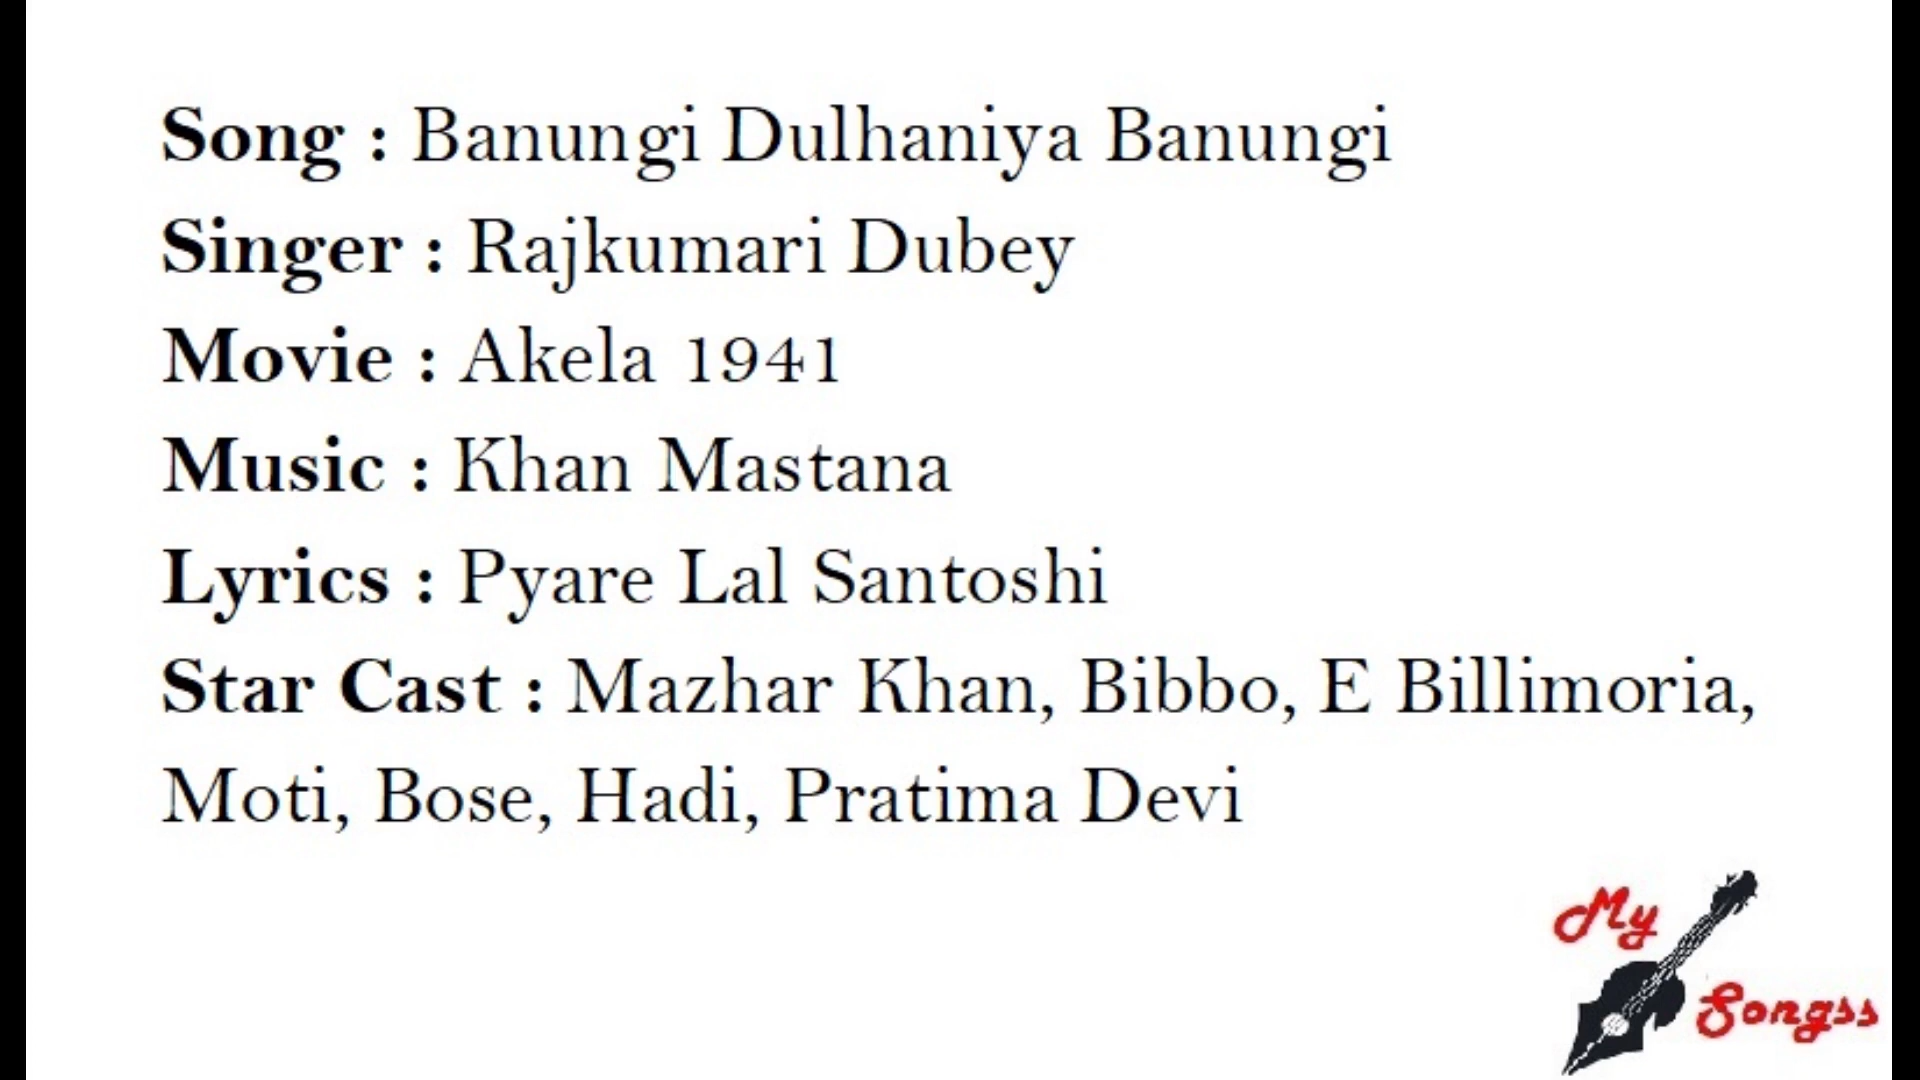 Song : Banungi Dulhaniya Banungi
Singer : Rajkumari Dubey
Movie : Akela 1941
Music : Khan Mastana
Lyrics : Pyare Lal Santoshi
Star Cast : Mazhar Khan, Bibbo, E Billimoria,
Moti, Bose, Hadi, Pratima Devi
My
Songss